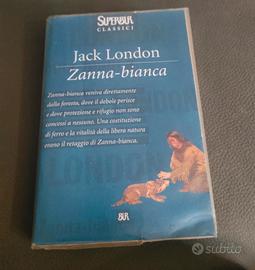 SUPERBUR
CLASSICI
Jack London
Zanna-bianca
Zanna-bianca veniva direttamente
dalla foresta, dove il debole perisce
e dove protezione e rifugio non sono
concessi a nessuno. Una costituzione
di ferro e la vitalità della libera natura
erano il retaggio di Zanna-bianca.
LONDON
BUR
subito